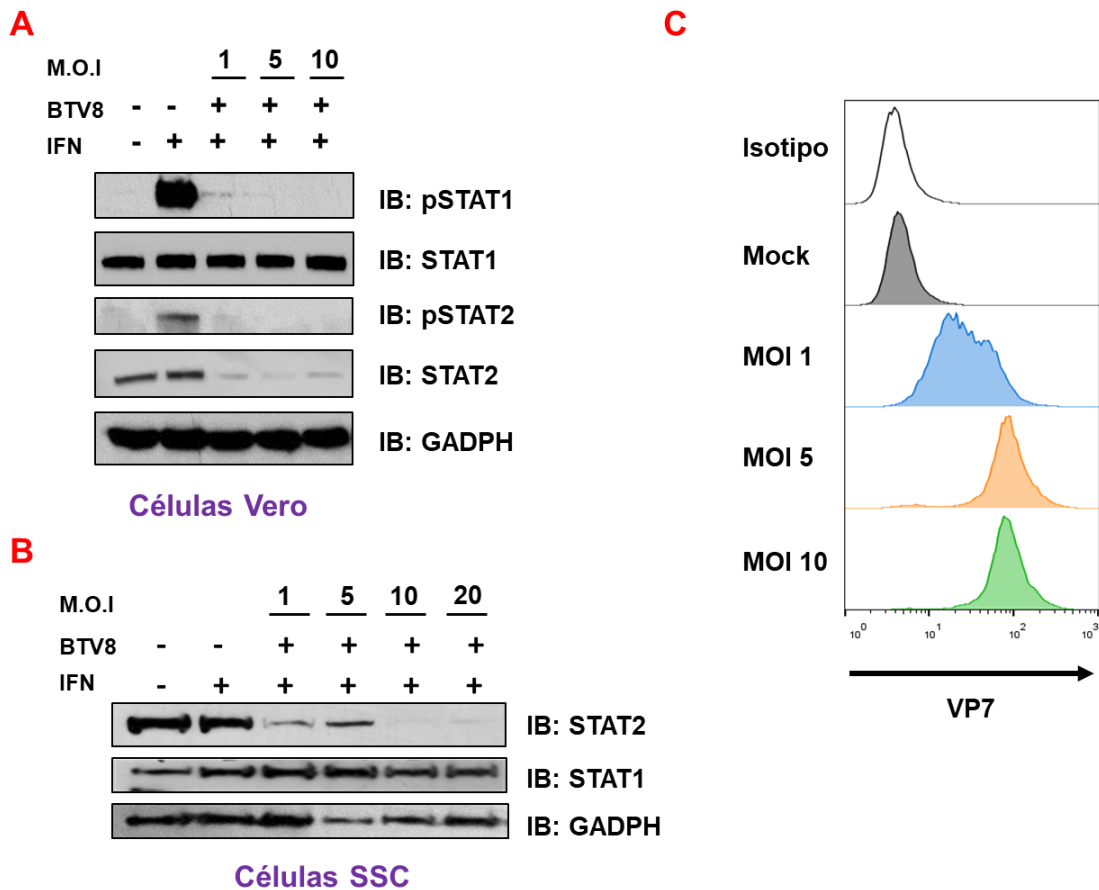 A
M.O.I 1 5 10
BTV8 - - + + +
IFN - + + + +
IB: pSTAT1
IB: STAT1
IB: pSTAT2
IB: STAT2
IB: GADPH
Células Vero
B
M.O.I 1 5 10 20
BTV8 - - + + + +
IFN - + + + + +
IB: STAT2
IB: STAT1
IB: GADPH
Células SSC
C
Isotipo
Mock
MOI 1
MOI 5
MOI 10
10⁰ 10¹ 10² 10³
VP7